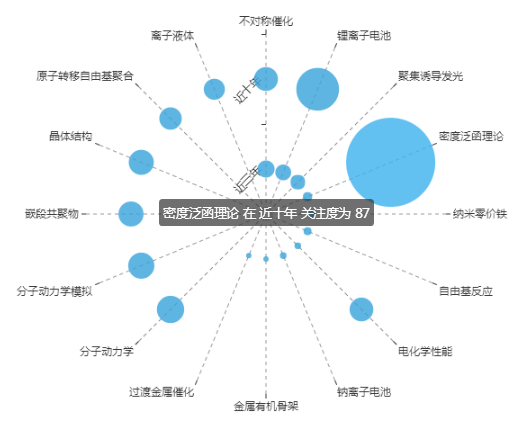 不对称催化
离子液体
锂离子电池
原子转移自由基聚合
聚集诱导发光
近十年
晶体结构
密度泛函理论
近三年
嵌段共聚物
密度泛函理论 在 近十年 关注度为 87
纳米零价铁
分子动力学模拟
自由基反应
分子动力学
电化学性能
过渡金属催化
钠离子电池
金属有机骨架